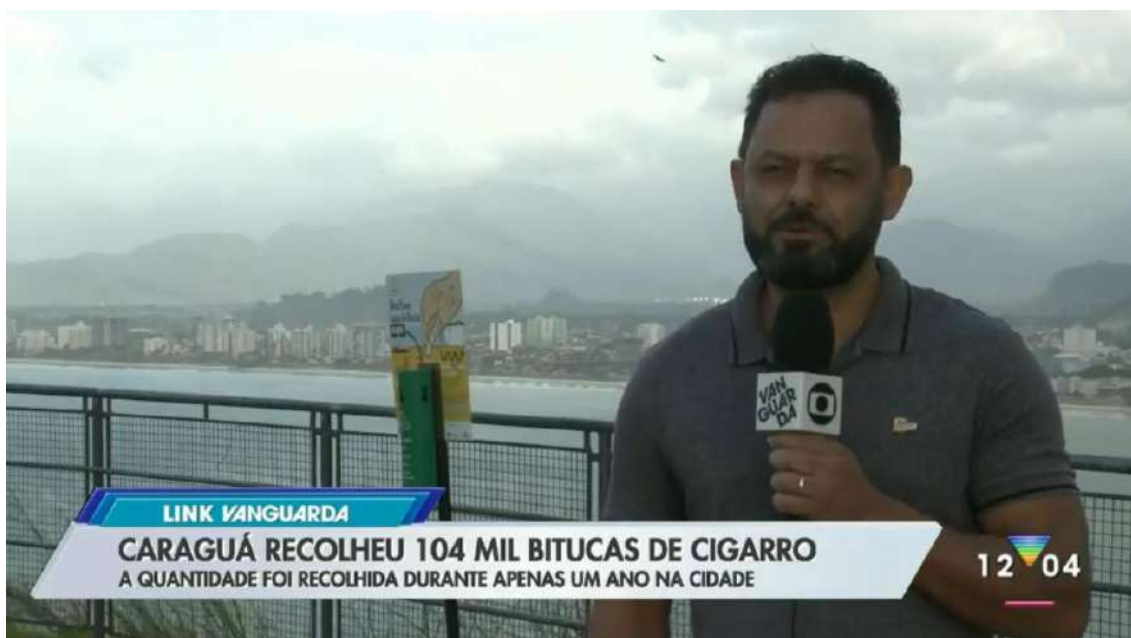 VAN
GUAR
DA
LINK VANGUARDA
CARAGUÁ RECOLHEU 104 MIL BITUCAS DE CIGARRO
A QUANTIDADE FOI RECOLHIDA DURANTE APENAS UM ANO NA CIDADE
12 04